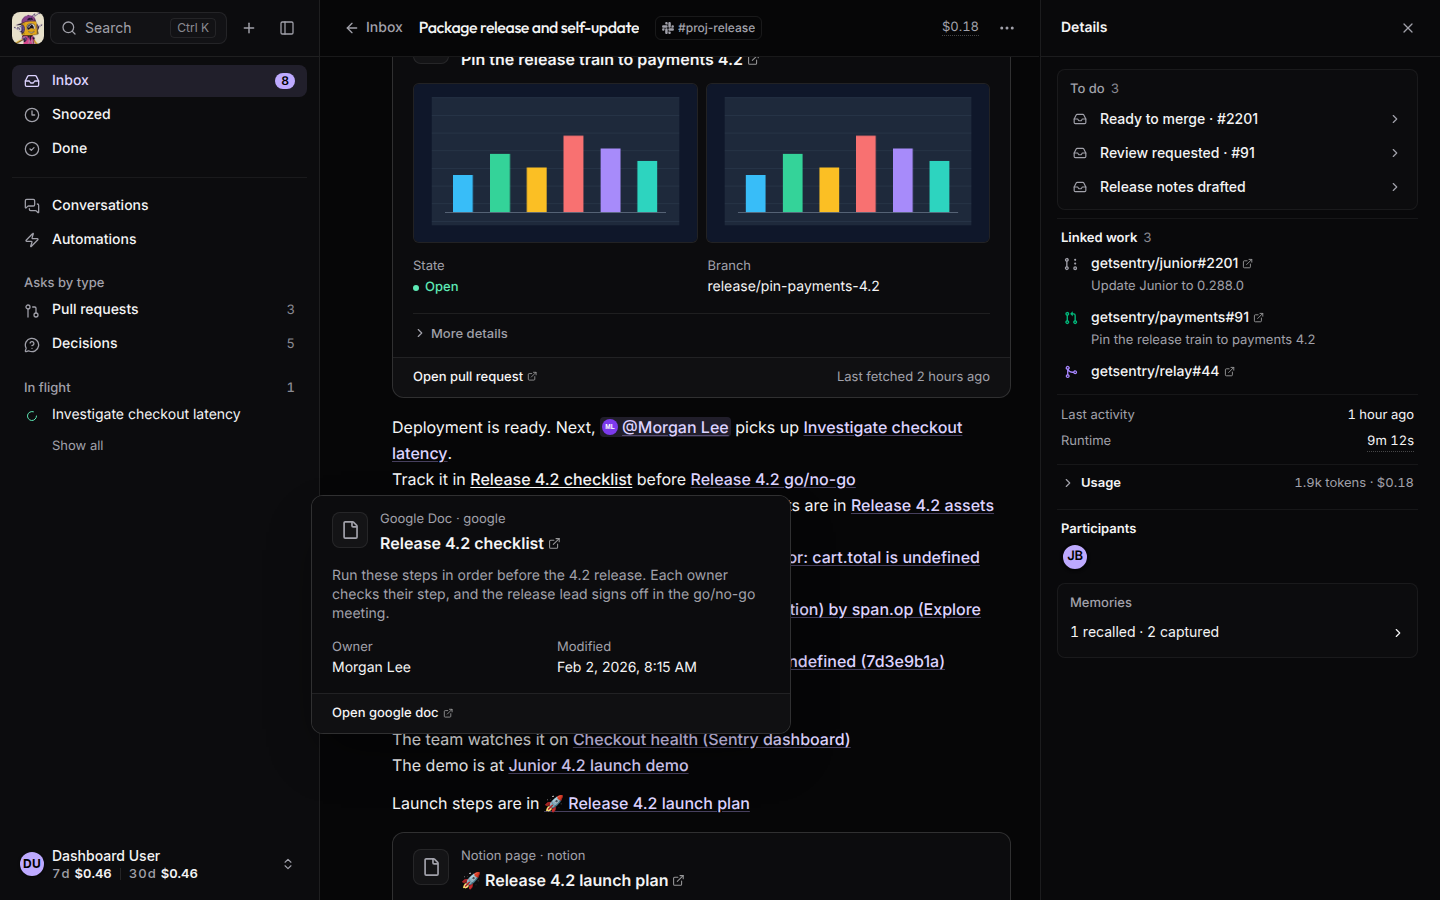 Search
Ctrl K
Inbox
8
Snoozed
Done
Conversations
Automations
Asks by type
Pull requests
3
Decisions
5
In flight
1
Investigate checkout latency
Show all
DU
Dashboard User
7d $0.46
30d $0.46
Inbox
Package release and self-update
#proj-release
$0.18
Pin the release train to payments 4.2
State
Open
Branch
release/pin-payments-4.2
More details
Open pull request
Last fetched 2 hours ago
Deployment is ready. Next, ML @Morgan Lee picks up Investigate checkout
latency.
Track it in Release 4.2 checklist before Release 4.2 go/no-go
s are in Release 4.2 assets
or: cart.total is undefined
tion) by span.op (Explore
ndefined (7d3e9b1a)
Google Doc · google
Release 4.2 checklist
Run these steps in order before the 4.2 release. Each owner
checks their step, and the release lead signs off in the go/no-go
meeting.
Owner
Morgan Lee
Modified
Feb 2, 2026, 8:15 AM
Open google doc
The team watches it on Checkout health (Sentry dashboard)
The demo is at Junior 4.2 launch demo
Launch steps are in 🚀 Release 4.2 launch plan
Notion page · notion
🚀 Release 4.2 launch plan
Details
To do 3
Ready to merge · #2201
Review requested · #91
Release notes drafted
Linked work 3
getsentry/junior#2201
Update Junior to 0.288.0
getsentry/payments#91
Pin the release train to payments 4.2
getsentry/relay#44
Last activity
1 hour ago
Runtime
9m 12s
Usage
1.9k tokens · $0.18
Participants
JB
Memories
1 recalled · 2 captured